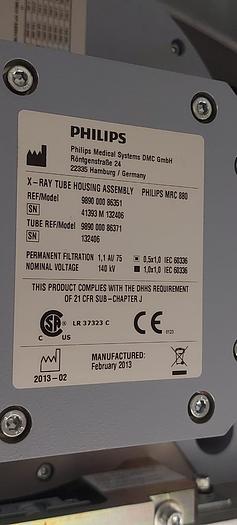 PHILIPS
Philips Medical Systems DMC GmbH
Röntgenstraße 24
22335 Hamburg / Germany
X-RAY TUBE HOUSING ASSEMBLY PHILIPS MRC 880
REF/Model 9890 000 86351
SN 41393 M 132406
TUBE REF/Model 9890 000 86371
SN 132406
PERMANENT FILTRATION 1,1 Al/ 75 0,5x1,0 IEC 60336
NOMINAL VOLTAGE 140 kV 1,0x1,0 IEC 60336
THIS PRODUCT COMPLIES WITH THE DHHS REQUIREMENT
OF 21 CFR SUB-CHAPTER J
C SA US LR 37323 C CE 0123
2013-02
MANUFACTURED:
February 2013